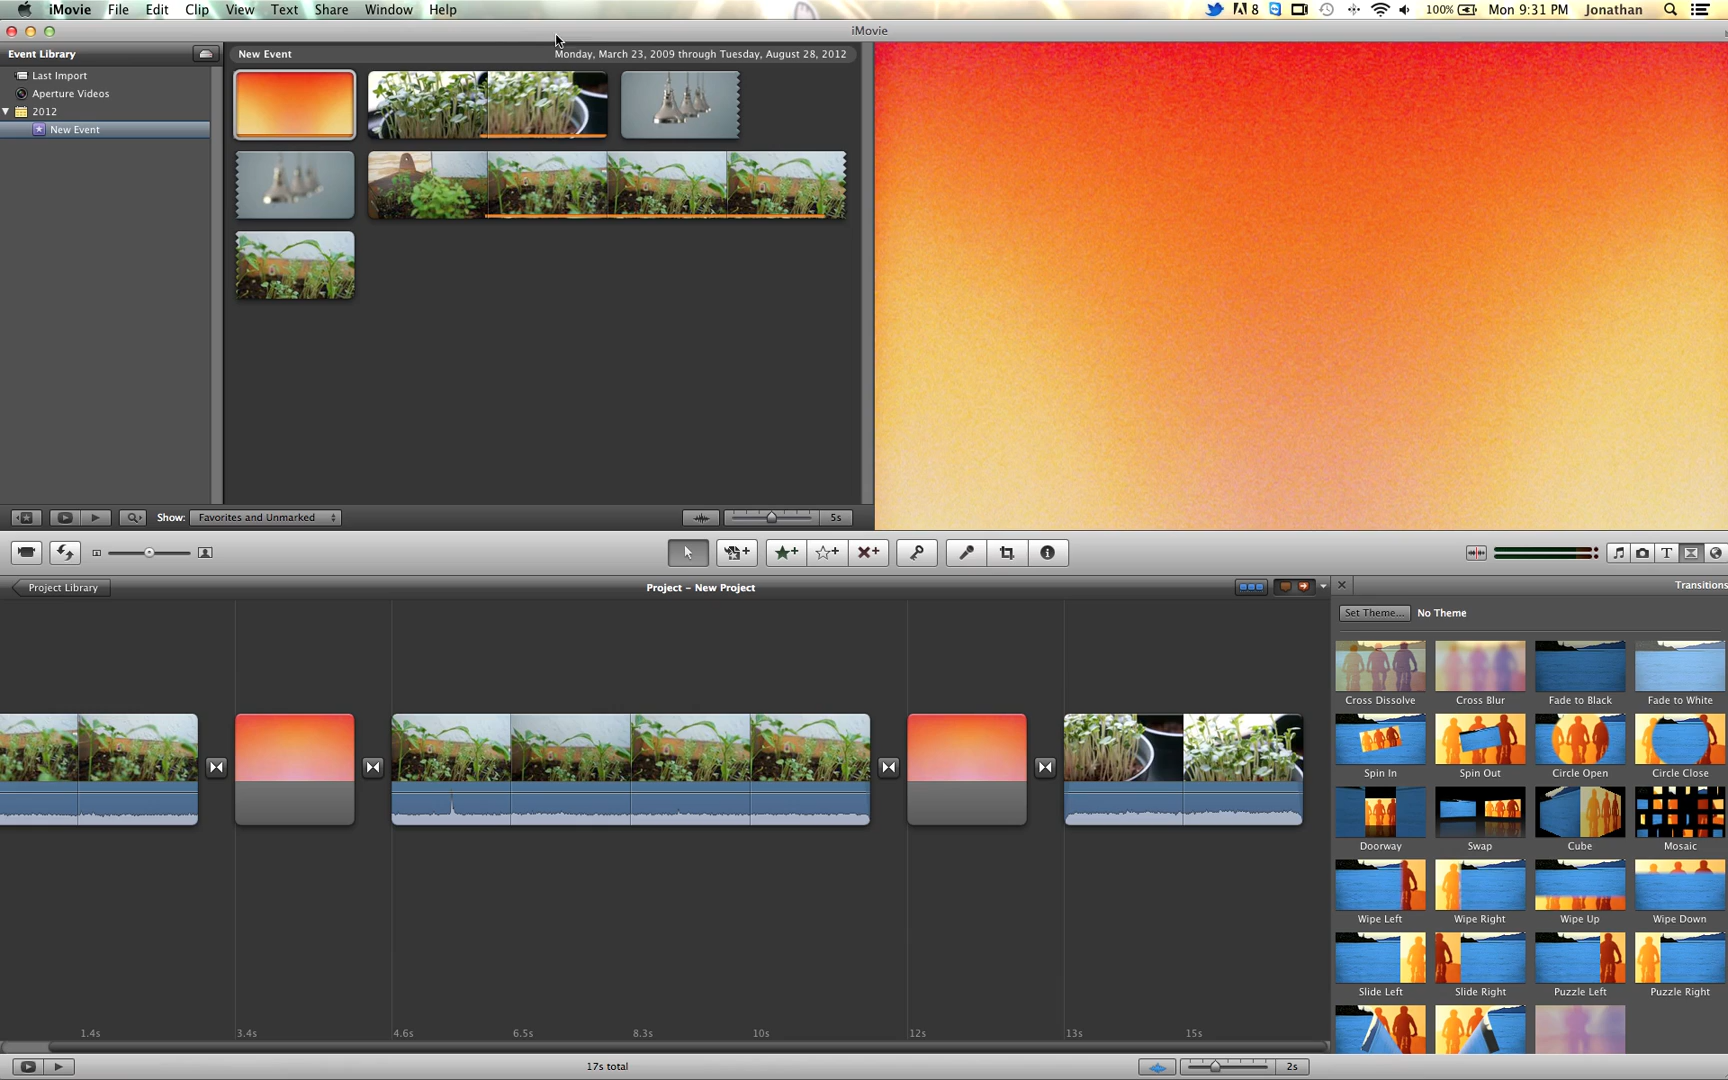 iMovie File Edit Clip View Text Share Window Help
8 100% Mon 9:31 PM Jonathan
iMovie
Event Library
New Event Monday, March 23, 2009 through Tuesday, August 28, 2012
Last Import
Aperture Videos
2012
New Event
Show: Favorites and Unmarked 5s
Project Library
Project – New Project
Transitions
Set Theme... No Theme
Cross Dissolve Cross Blur Fade to Black Fade to White
Spin In Spin Out Circle Open Circle Close
Doorway Swap Cube Mosaic
Wipe Left Wipe Right Wipe Up Wipe Down
Slide Left Slide Right Puzzle Left Puzzle Right
1.4s 3.4s 4.6s 6.5s 8.3s 10s 12s 13s 15s
17s total 2s